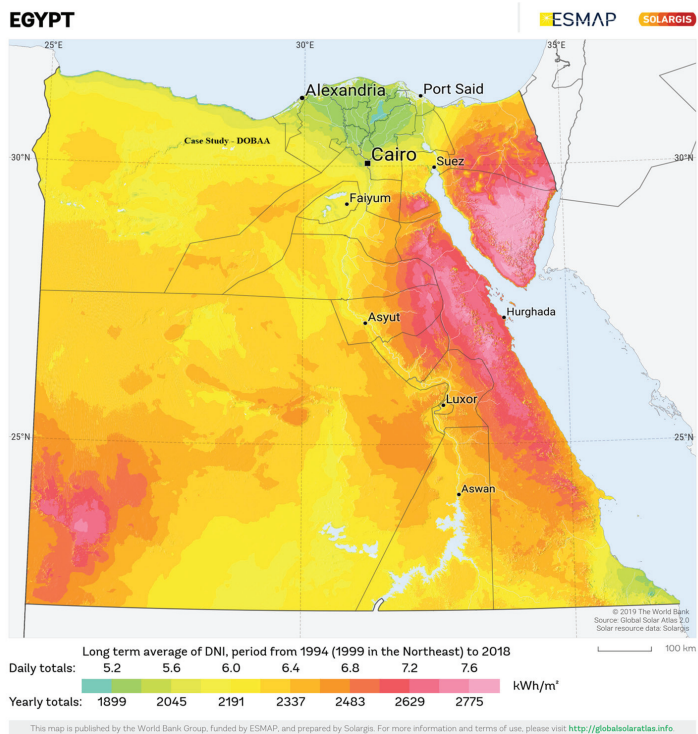 EGYPT
ESMAP
SOLARGIS
25°E
30°E
35°E
Alexandria
Port Said
Case Study - DOBAA
30°N
Cairo
Suez
30°N
Faiyum
Asyut
Hurghada
Luxor
25°N
25°N
Aswan
© 2019 The World Bank
Source: Global Solar Atlas 2.0
Solar resource data: Solargis
100 km
Long term average of DNI, period from 1994 (1999 in the Northeast) to 2018
Daily totals: 5.2 5.6 6.0 6.4 6.8 7.2 7.6
kWh/m²
Yearly totals: 1899 2045 2191 2337 2483 2629 2775
This map is published by the World Bank Group, funded by ESMAP, and prepared by Solargis. For more information and terms of use, please visit http://globalsolaratlas.info.